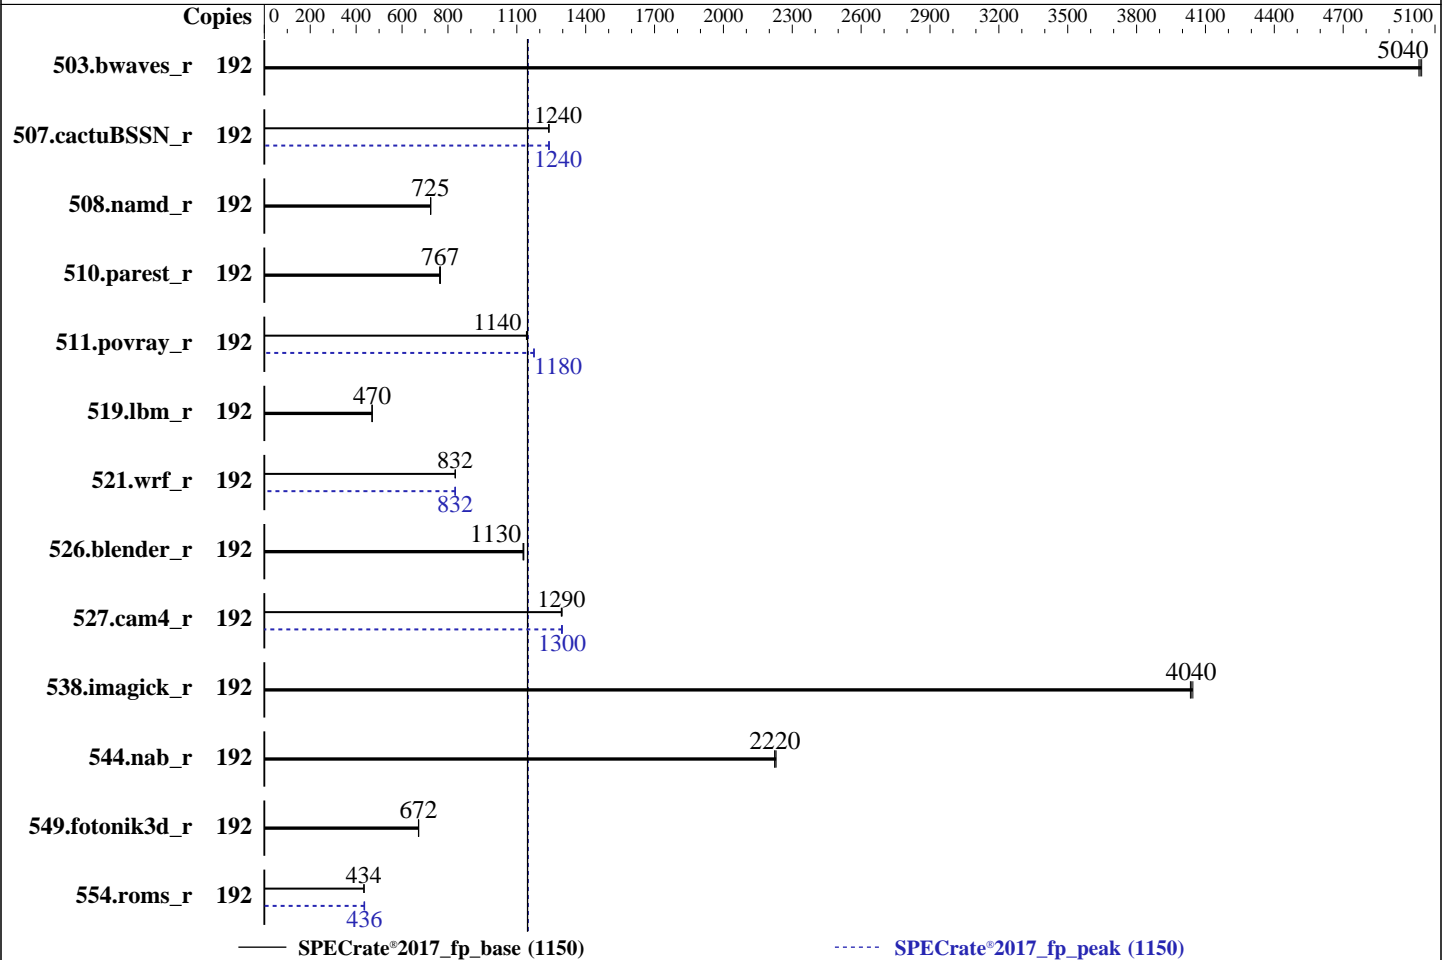 Copies 0 200 400 600 800 1100 1400 1700 2000 2300 2600 2900 3200 3500 3800 4100 4400 4700 5100
503.bwaves_r 192 5040
507.cactuBSSN_r 192 1240
1240
508.namd_r 192 725
510.parest_r 192 767
511.povray_r 192 1140
1180
519.lbm_r 192 470
521.wrf_r 192 832
832
526.blender_r 192 1130
527.cam4_r 192 1290
1300
538.imagick_r 192 4040
544.nab_r 192 2220
549.fotonik3d_r 192 672
554.roms_r 192 434
436
SPECrate®2017_fp_base (1150) SPECrate®2017_fp_peak (1150)